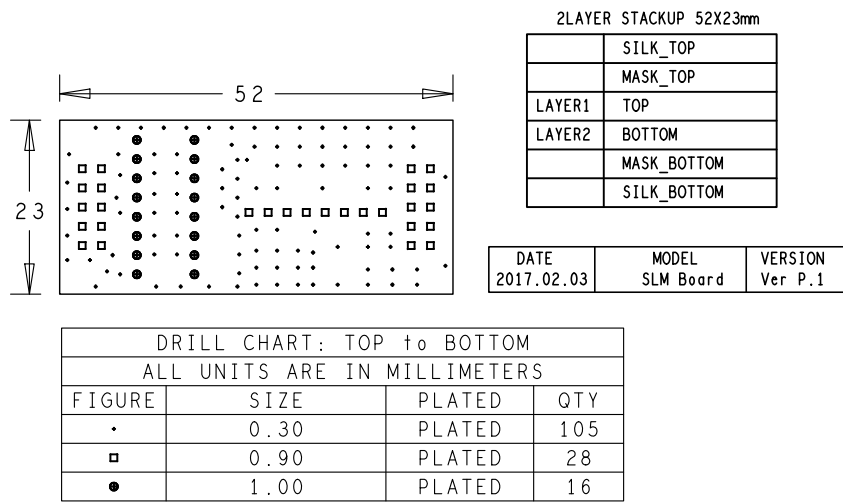 2LAYER STACKUP 52X23mm
SILK_TOP
MASK_TOP
LAYER1 TOP
LAYER2 BOTTOM
MASK_BOTTOM
SILK_BOTTOM
52
23
DATE MODEL VERSION
2017.02.03 SLM Board Ver P.1
DRILL CHART: TOP to BOTTOM
ALL UNITS ARE IN MILLIMETERS
FIGURE SIZE PLATED QTY
0.30 PLATED 105
0.90 PLATED 28
1.00 PLATED 16